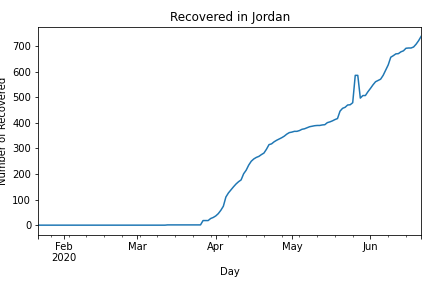 Recovered in Jordan
Number of Recovered
700
600
500
400
300
200
100
0
Feb
2020
Mar
Apr
May
Jun
Day